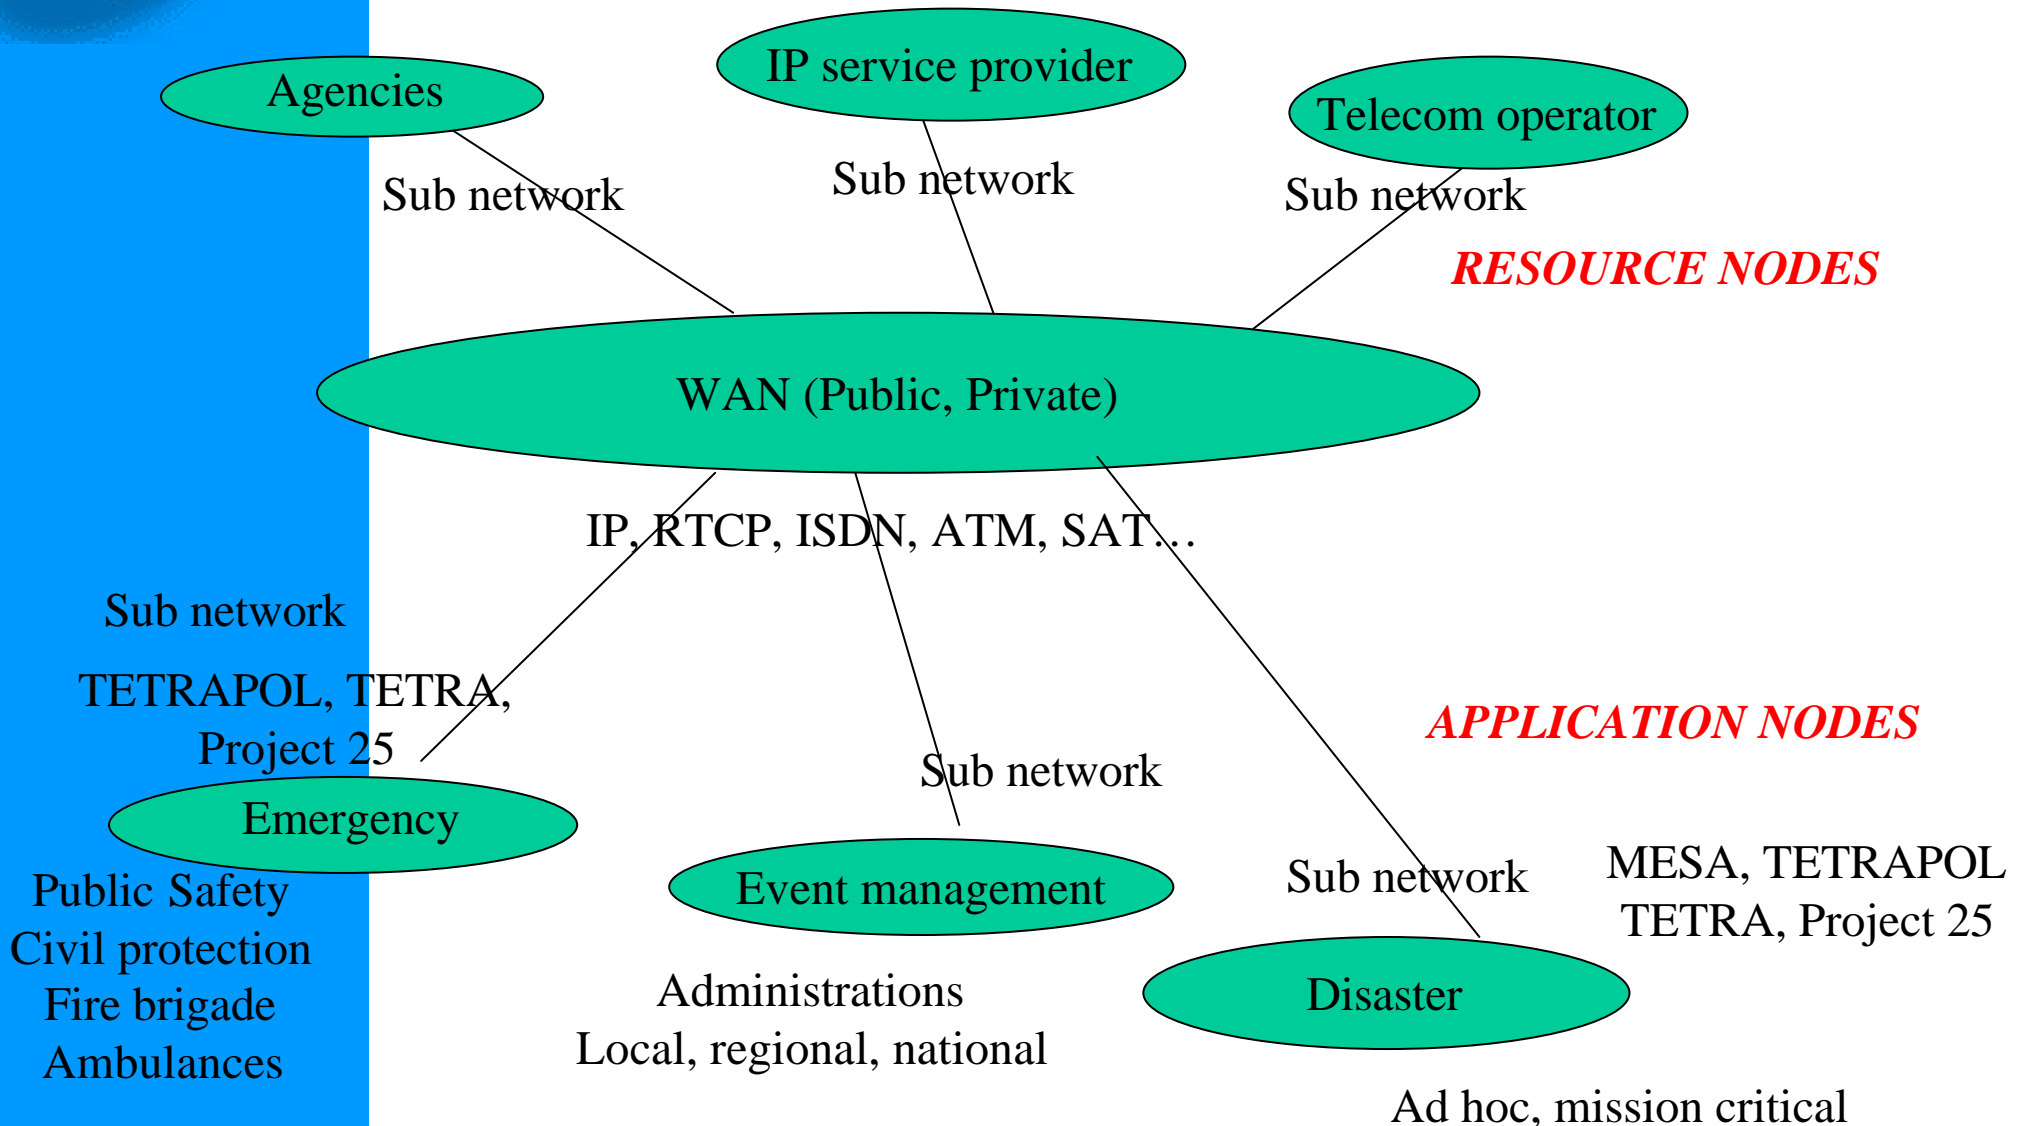 Agencies
IP service provider
Telecom operator
Sub network
Sub network
Sub network
RESOURCE NODES
WAN (Public, Private)
IP, RTCP, ISDN, ATM, SAT…
Sub network
TETRAPOL, TETRA,
Project 25
APPLICATION NODES
Sub network
Emergency
Public Safety
Civil protection
Fire brigade
Ambulances
Event management
Administrations
Local, regional, national
Sub network
MESA, TETRAPOL
TETRA, Project 25
Disaster
Ad hoc, mission critical